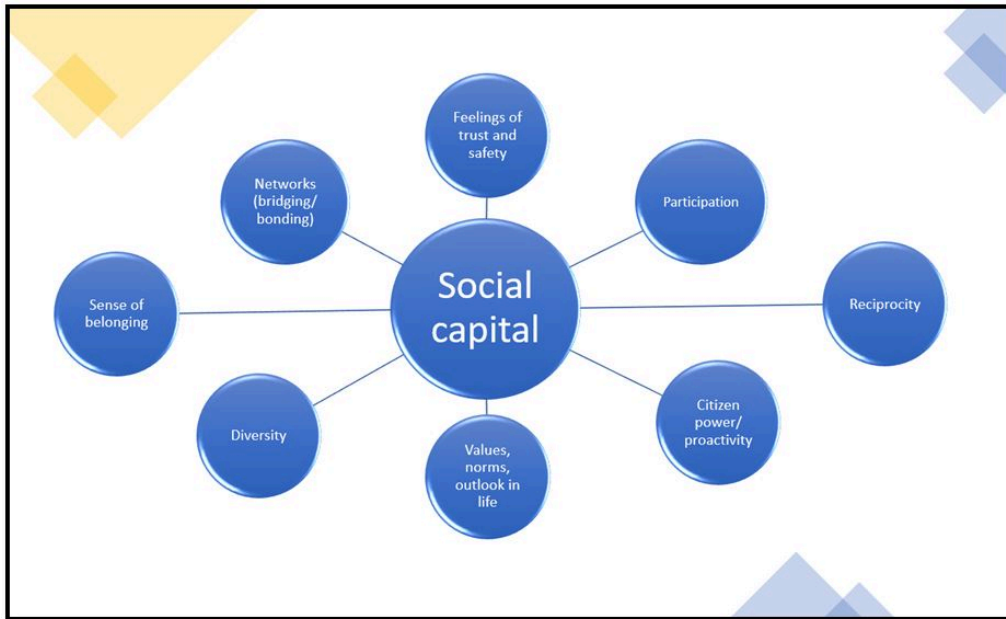 Feelings of
trust and
safety
Networks
(bridging/
bonding)
Participation
Social
capital
Sense of
belonging
Reciprocity
Diversity
Citizen
power/
proactivity
Values,
norms,
outlook in
life